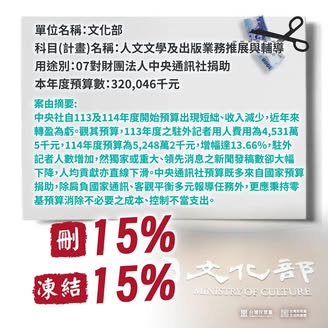 單位名稱：文化部
科目(計畫)名稱：人文文學及出版業務推展與輔導
用途別：07對財團法人中央通訊社捐助
本年度預算數：320,046千元
案由摘要：
中央社自113及114年度開始預算出現短絀、收入減少，近年來
轉盈為虧。觀其預算，113年度之駐外記者用人費用為4,531萬
5千元，114年度預算為5,248萬2千元，增幅達13.66%，駐外
記者人數增加，然獨家或重大、領先消息之新聞發稿數卻大幅
下降，人均貢獻亦直線下滑。中央通訊社預算既多來自國家預算
捐助，除肩負國家通訊、客觀平衡多元報導任務外，更應秉持零
基預算消除不必要之成本、控制不當支出。
刪15%
凍結15%
文化部
MINISTRY OF CULTURE